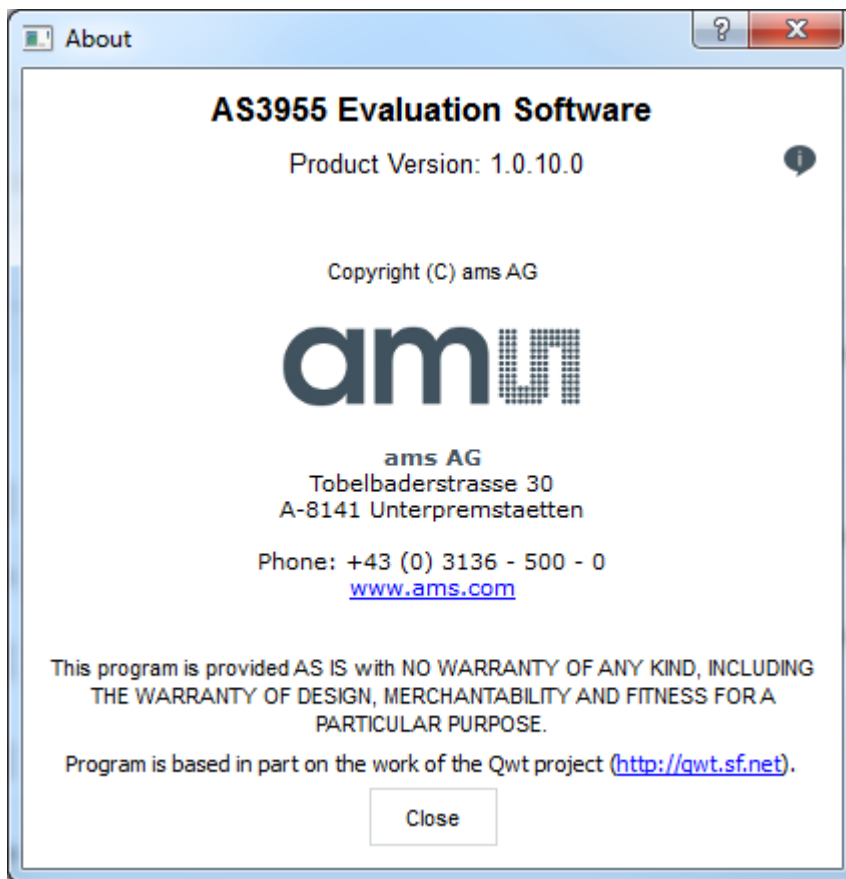 About
AS3955 Evaluation Software
Product Version: 1.0.10.0
Copyright (C) ams AG
am
ams AG
Tobelbaderstrasse 30
A-8141 Unterpremstaetten
Phone: +43 (0) 3136 - 500 - 0
www.ams.com
This program is provided AS IS with NO WARRANTY OF ANY KIND, INCLUDING
THE WARRANTY OF DESIGN, MERCHANTABILITY AND FITNESS FOR A
PARTICULAR PURPOSE.
Program is based in part on the work of the Qwt project (http://qwt.sf.net).
Close